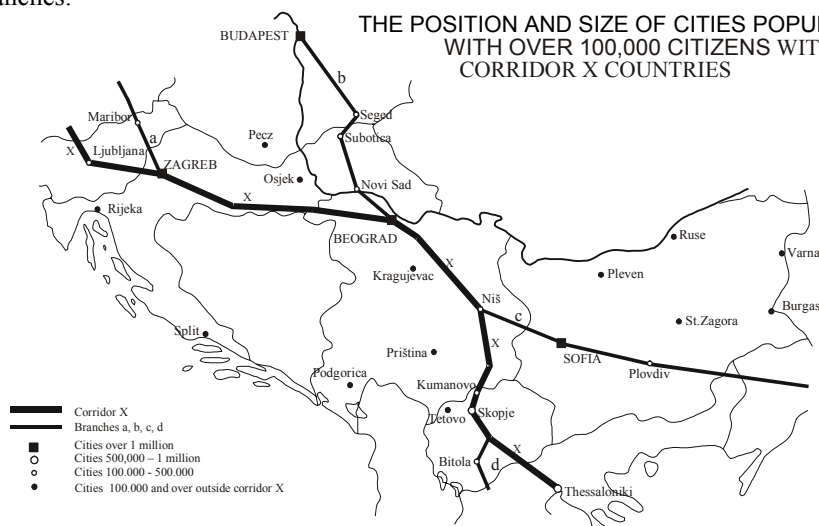 THE POSITION AND SIZE OF CITIES POPU
WITH OVER 100,000 CITIZENS WIT
CORRIDOR X COUNTRIES
BUDAPEST
b
Seged
Subotica
Maribor
a
Pecz
X
Ljubljana
ZAGREB
Osjek
Novi Sad
X
Rijeka
BEOGRAD
Ruse
Varna
X
Kragujevac
Pleven
Niš
c
Burgas
St.Zagora
Split
X
Priština
SOFIA
Plovdiv
Podgorica
Kumanovo
Tetovo
Skopje
X
Bitola
d
Thessaloniki
Corridor X
Branches a, b, c, d
Cities over 1 million
Cities 500,000 – 1 million
Cities 100.000 - 500.000
Cities 100.000 and over outside corridor X